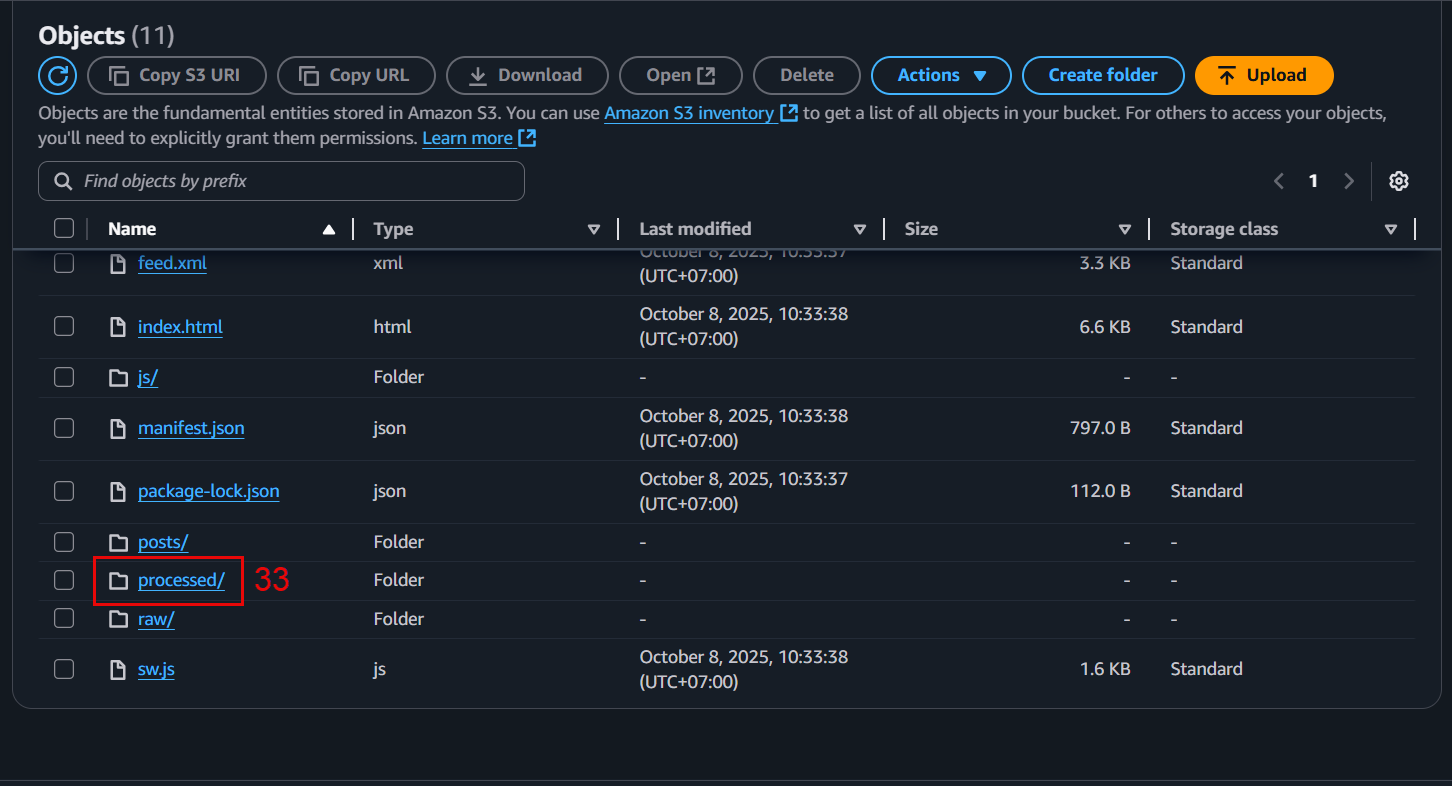 Objects (11)
Copy S3 URI
Copy URL
Download
Open
Delete
Actions
Create folder
Upload
Objects are the fundamental entities stored in Amazon S3. You can use Amazon S3 inventory to get a list of all objects in your bucket. For others to access your objects,
you'll need to explicitly grant them permissions. Learn more
Find objects by prefix
1
Name Type Last modified Size Storage class
October 8, 2025, 10:33:37
feed.xml xml 3.3 KB Standard
(UTC+07:00)
October 8, 2025, 10:33:38
index.html html 6.6 KB Standard
(UTC+07:00)
js/ Folder - - -
October 8, 2025, 10:33:38
manifest.json json 797.0 B Standard
(UTC+07:00)
October 8, 2025, 10:33:37
package-lock.json json 112.0 B Standard
(UTC+07:00)
posts/ Folder - - -
processed/ 33 Folder - - -
raw/ Folder - - -
October 8, 2025, 10:33:38
sw.js js 1.6 KB Standard
(UTC+07:00)